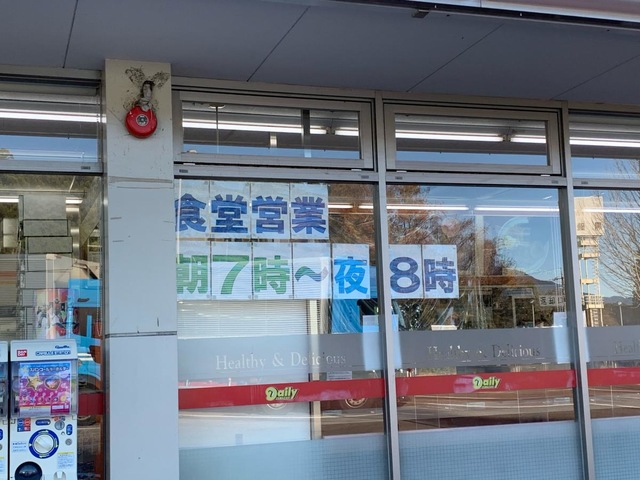 食堂営業
朝7時～夜8時
Healthy & Delicious
Healthy & Delicious
Daily
Daily